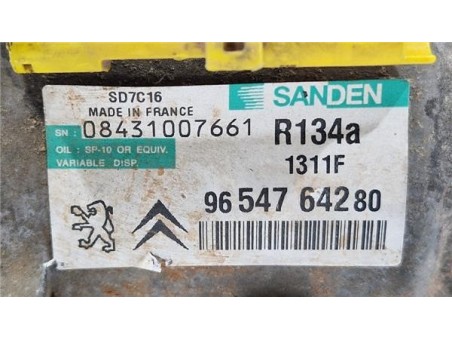 SD7C16
MADE IN FRANCE
SANDEN
SN : 08431007661
R134a
OIL : SP-10 OR EQUIV.
VARIABLE DISP.
1311F
96 547 642 80